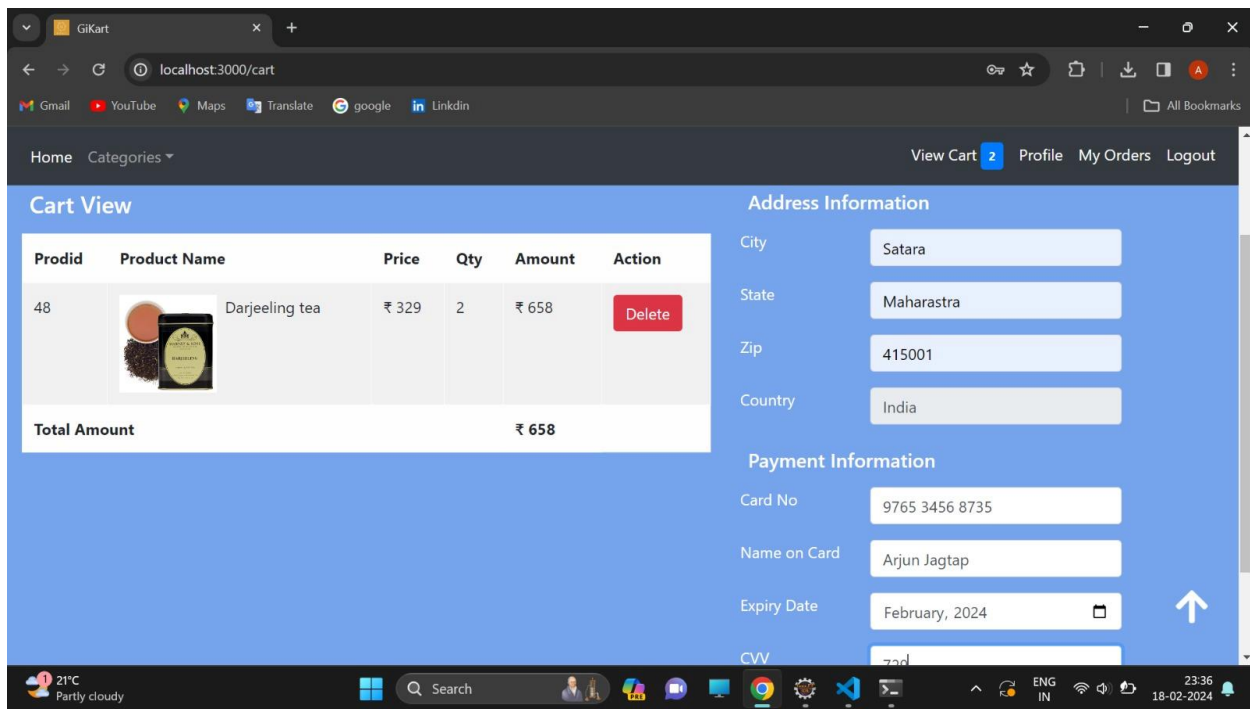 GiKart
localhost:3000/cart
Gmail YouTube Maps Translate google Linkdin All Bookmarks
Home Categories View Cart 2 Profile My Orders Logout
Cart View
Prodid Product Name Price Qty Amount Action
48 Darjeeling tea ₹ 329 2 ₹ 658 Delete
Total Amount ₹ 658
Address Information
City Satara
State Maharastra
Zip 415001
Country India
Payment Information
Card No 9765 3456 8735
Name on Card Arjun Jagtap
Expiry Date February, 2024
CVV
1 21°C
Partly cloudy
Search
PRE
ENG
IN
23:36
18-02-2024